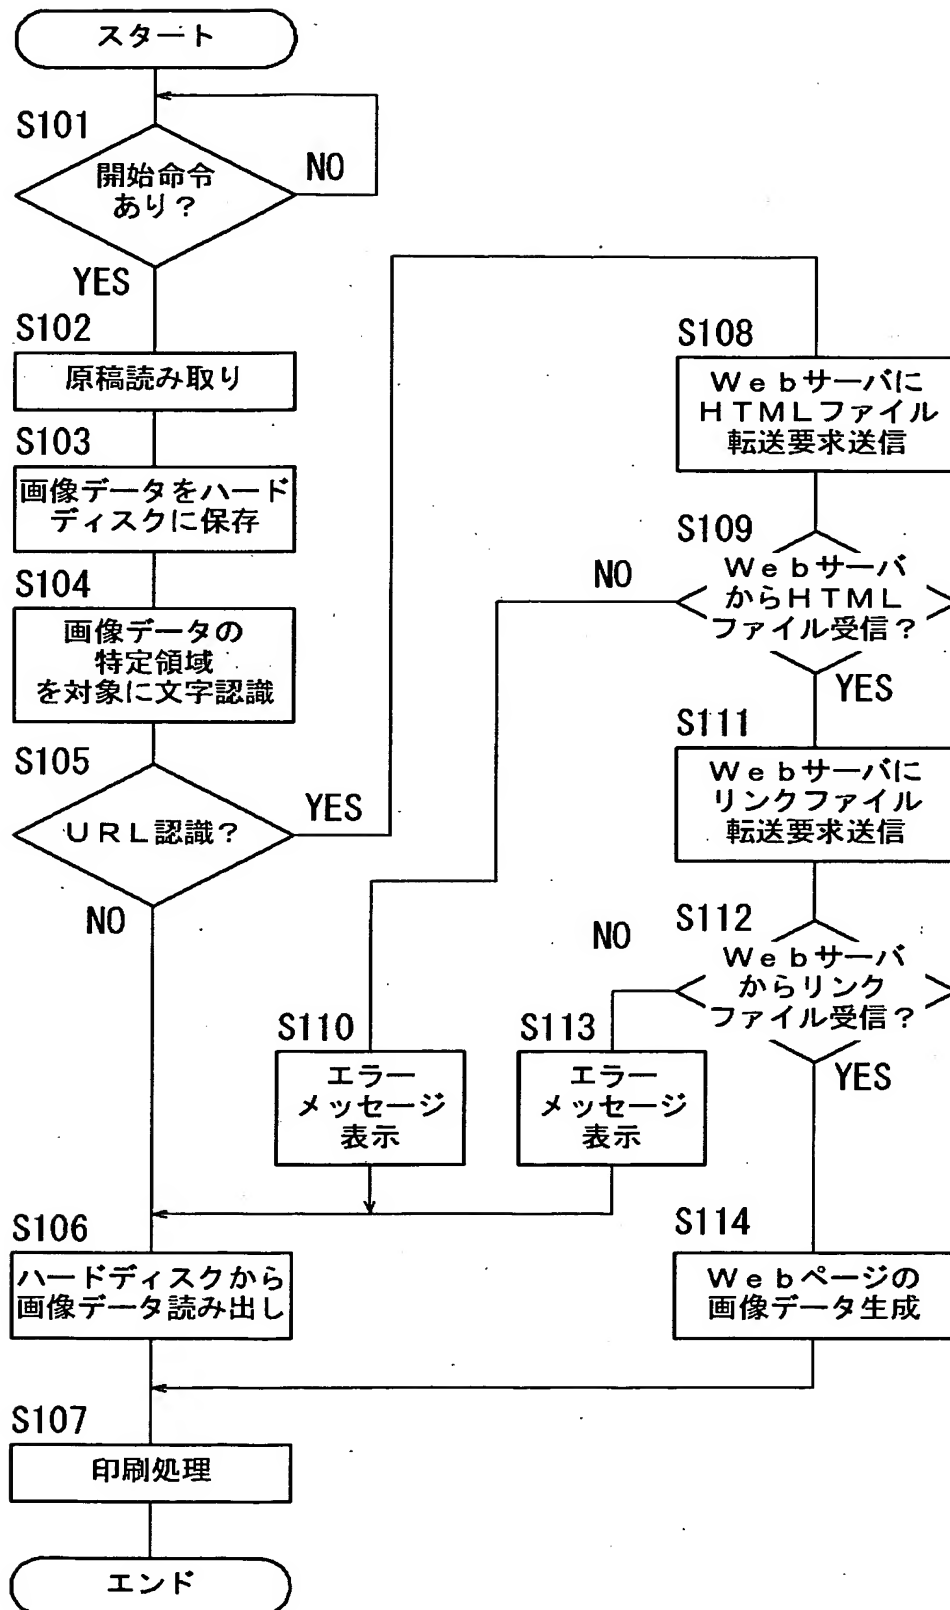 スタート
S101
開始命令
あり？
NO
YES
S102
原稿読み取り
S103
画像データをハード
ディスクに保存
S104
画像データの
特定領域
を対象に文字認識
S105
ＵＲＬ認識？
YES
NO
S108
Ｗｅｂサーバに
ＨＴＭＬファイル
転送要求送信
S109
Ｗｅｂサーバ
からＨＴＭＬ
ファイル受信？
NO
YES
S111
Ｗｅｂサーバに
リンクファイル
転送要求送信
S112
Ｗｅｂサーバ
からリンク
ファイル受信？
NO
YES
S110
エラー
メッセージ
表示
S113
エラー
メッセージ
表示
S106
ハードディスクから
画像データ読み出し
S114
Ｗｅｂページの
画像データ生成
S107
印刷処理
エンド